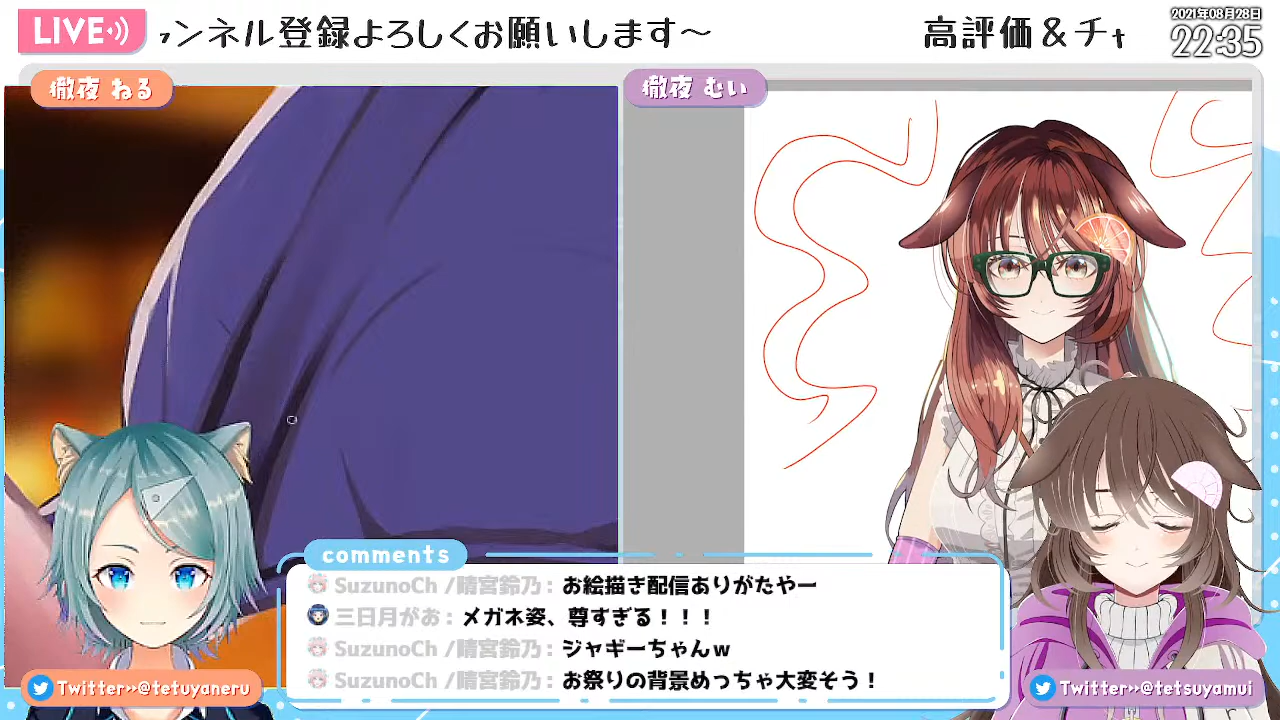 LIVE
ンネル登録よろしくお願いします〜
高評価＆チャ
2021年08月28日
22:35
徹夜 ねる
徹夜 むい
comments
SuzunoCh /晴宮鈴乃 : お絵描き配信ありがたやー
三日月がお : メガネ姿、尊すぎる！！！
SuzunoCh /晴宮鈴乃 : ジャギーちゃんｗ
SuzunoCh /晴宮鈴乃 : お祭りの背景めっちゃ大変そう！
Twitter>>@tetuyaneru
Twitter>>@tetsuyamui